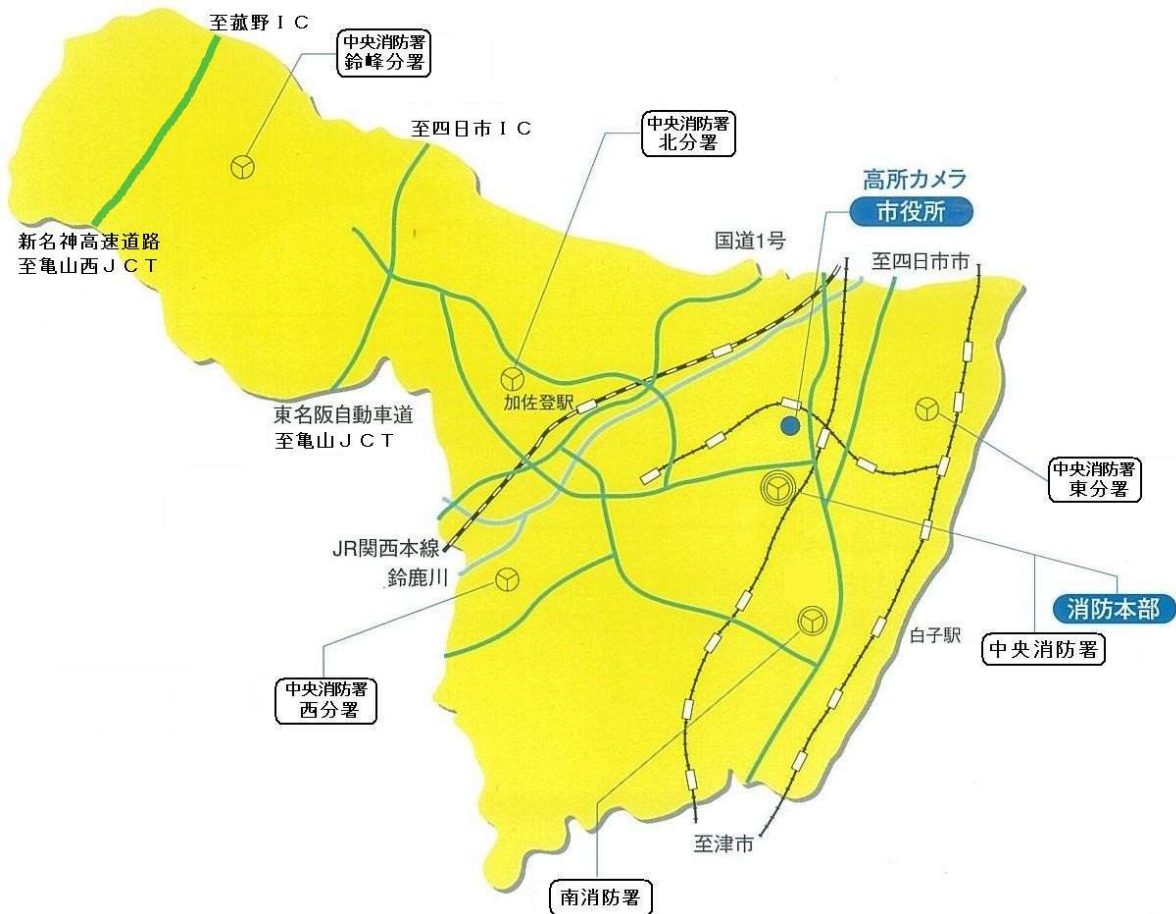 至菰野ＩＣ
中央消防署
鈴峰分署
至四日市ＩＣ
中央消防署
北分署
高所カメラ
市役所
新名神高速道路
至亀山西ＪＣＴ
国道1号
至四日市市
加佐登駅
東名阪自動車道
至亀山ＪＣＴ
中央消防署
東分署
JR関西本線
鈴鹿川
消防本部
白子駅
中央消防署
中央消防署
西分署
至津市
南消防署